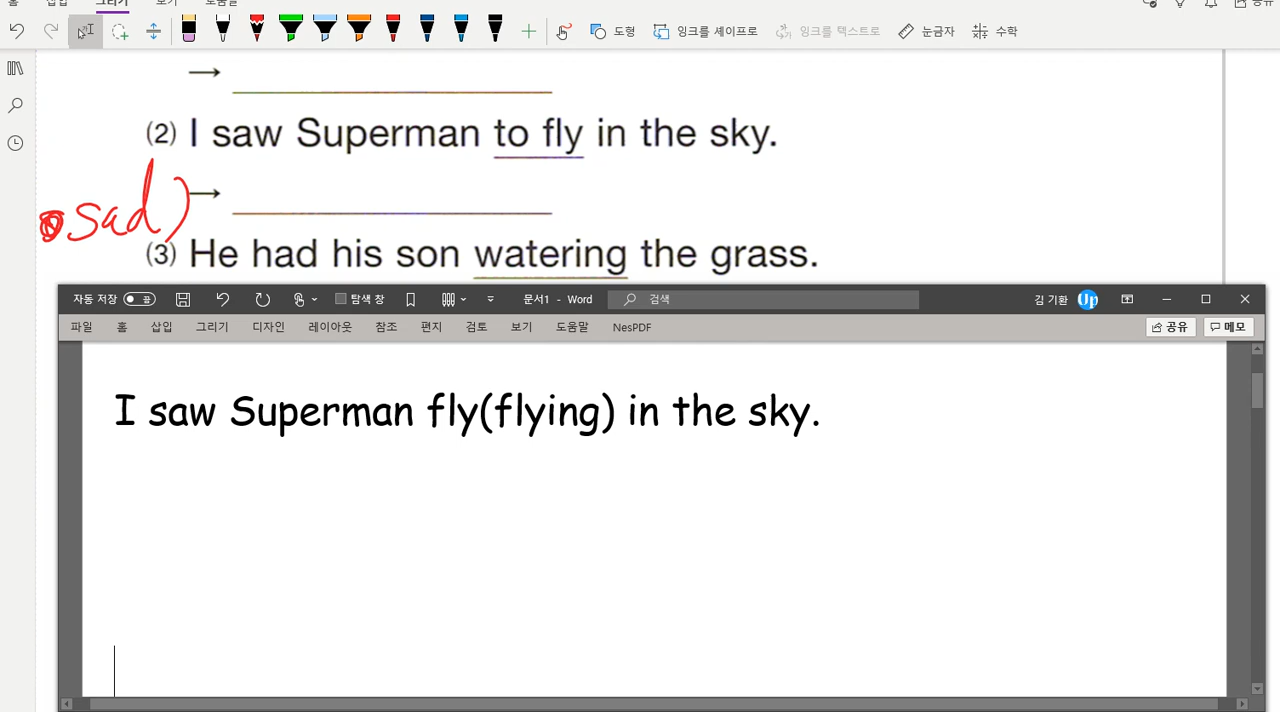 홈 삽입 그리기 보기 도움말 공유
도형 잉크를 셰이프로 잉크를 텍스트로 눈금자 수학
→
(2) I saw Superman to fly in the sky.
→
sad)
(3) He had his son watering the grass.
자동 저장 끔 탐색 창 문서1 - Word 검색 김 기환 Up
파일 홈 삽입 그리기 디자인 레이아웃 참조 편지 검토 보기 도움말 NesPDF 공유 메모
I saw Superman fly(flying) in the sky.